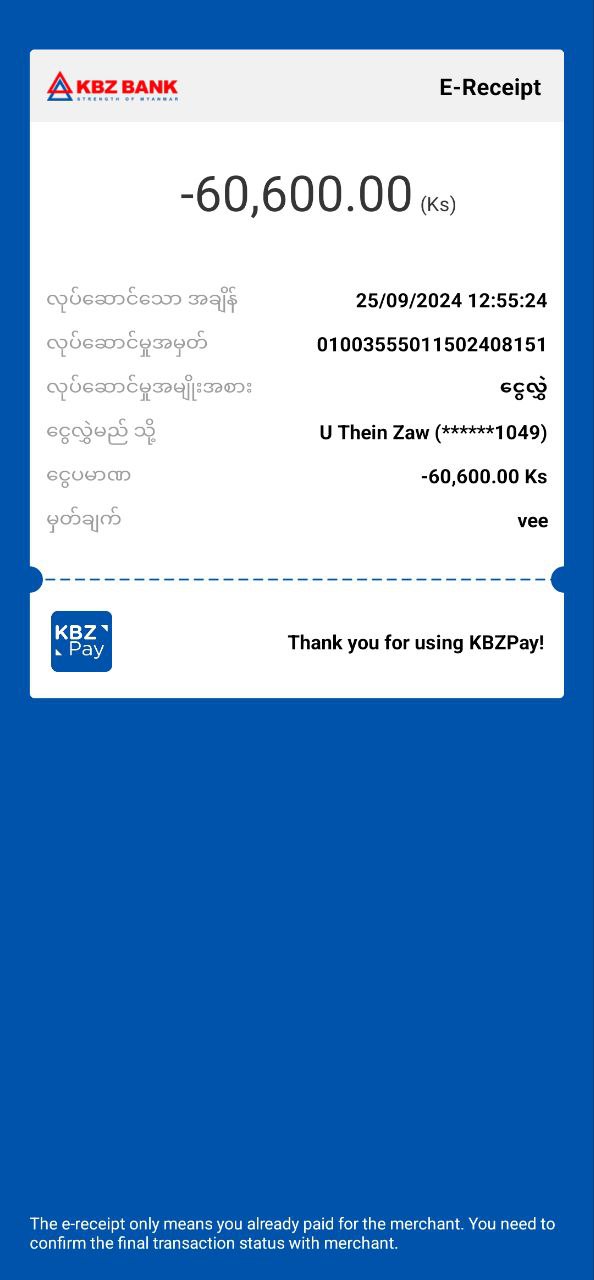 KBZ BANK
STRENGTH OF MYANMAR
E-Receipt
-60,600.00 (Ks)
လုပ်ဆောင်သော အချိန် 25/09/2024 12:55:24
လုပ်ဆောင်မှုအမှတ် 01003555011502408151
လုပ်ဆောင်မှုအမျိုးအစား ငွေလွှဲ
ငွေလွှဲမည် သို့ U Thein Zaw (******1049)
ငွေပမာဏ -60,600.00 Ks
မှတ်ချက် vee
KBZ
Pay
Thank you for using KBZPay!
The e-receipt only means you already paid for the merchant. You need to
confirm the final transaction status with merchant.